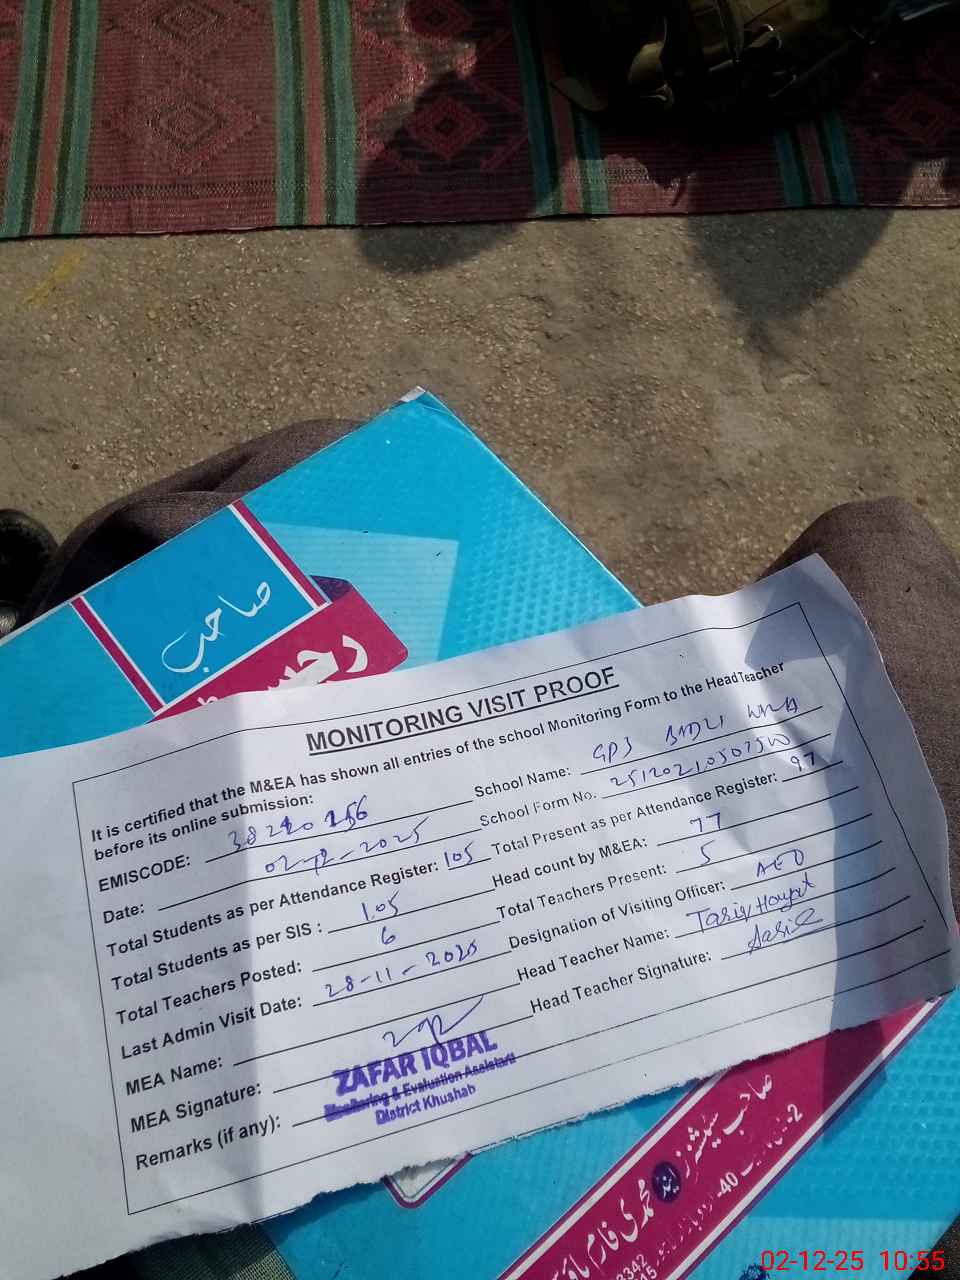 صاحب
رجسٹر
MONITORING VISIT PROOF
It is certified that the M&EA has shown all entries of the school Monitoring Form to the Head Teacher
before its online submission:
EMISCODE: School Name: GPS
Date: 02-12-2025 School Form No.
Total Students as per Attendance Register: 105 Total Present as per Attendance Register: 97
Total Students as per SIS : 105 Head count by M&EA: 77
Total Teachers Posted: 6 Total Teachers Present: 5
Last Admin Visit Date: 28-11-2025 Designation of Visiting Officer: AEO
MEA Name: Head Teacher Name: Tariq Hayat
MEA Signature: Head Teacher Signature:
Remarks (if any):
ZAFAR IQBAL
Monitoring & Evaluation Assistant
District Khushab
صاحب
02-12-25 10:55